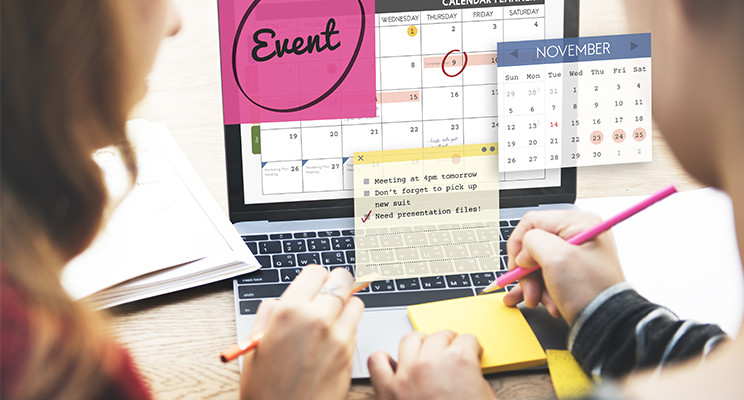 CALENDAR PLANNER
WEDNESDAY THURSDAY FRIDAY SATURDAY
1 2 3 4
8 9 10
15
19 20 21 22 23
26 27
Event
NOVEMBER
Sun Mon Tue Wed Thu Fri Sat
29 30 31 1 2 3 4
5 6 7 8 9 10 11
12 13 14 15 16 17 18
19 20 21 22 23 24 25
26 27 28 29 30 1 2
Meeting at 4pm tomorrow
Don't forget to pick up
new suit
Need presentation files!